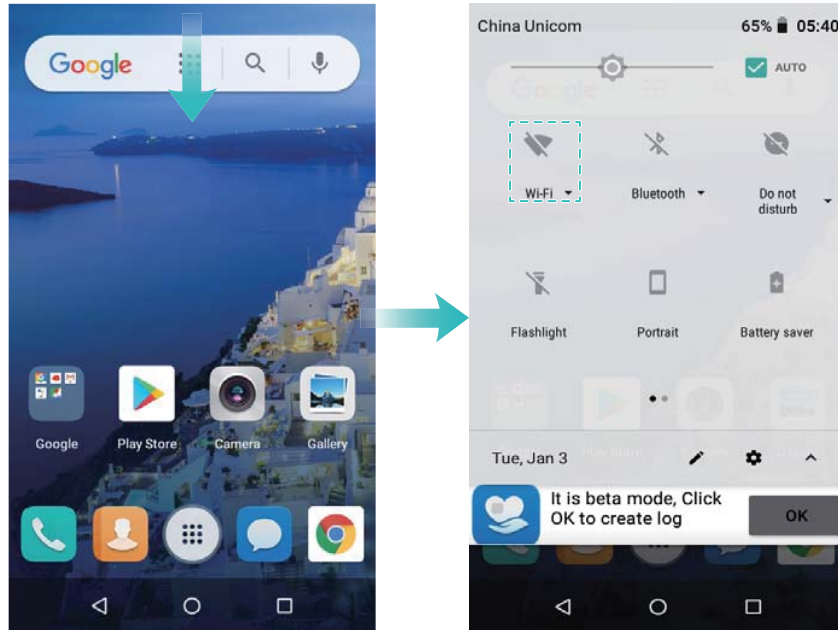 Google
Google
Play Store
Camera
Gallery
China Unicom
65%
05:40
AUTO
Wi-Fi
Bluetooth
Do not
disturb
Flashlight
Portrait
Battery saver
Tue, Jan 3
It is beta mode, Click
OK to create log
OK